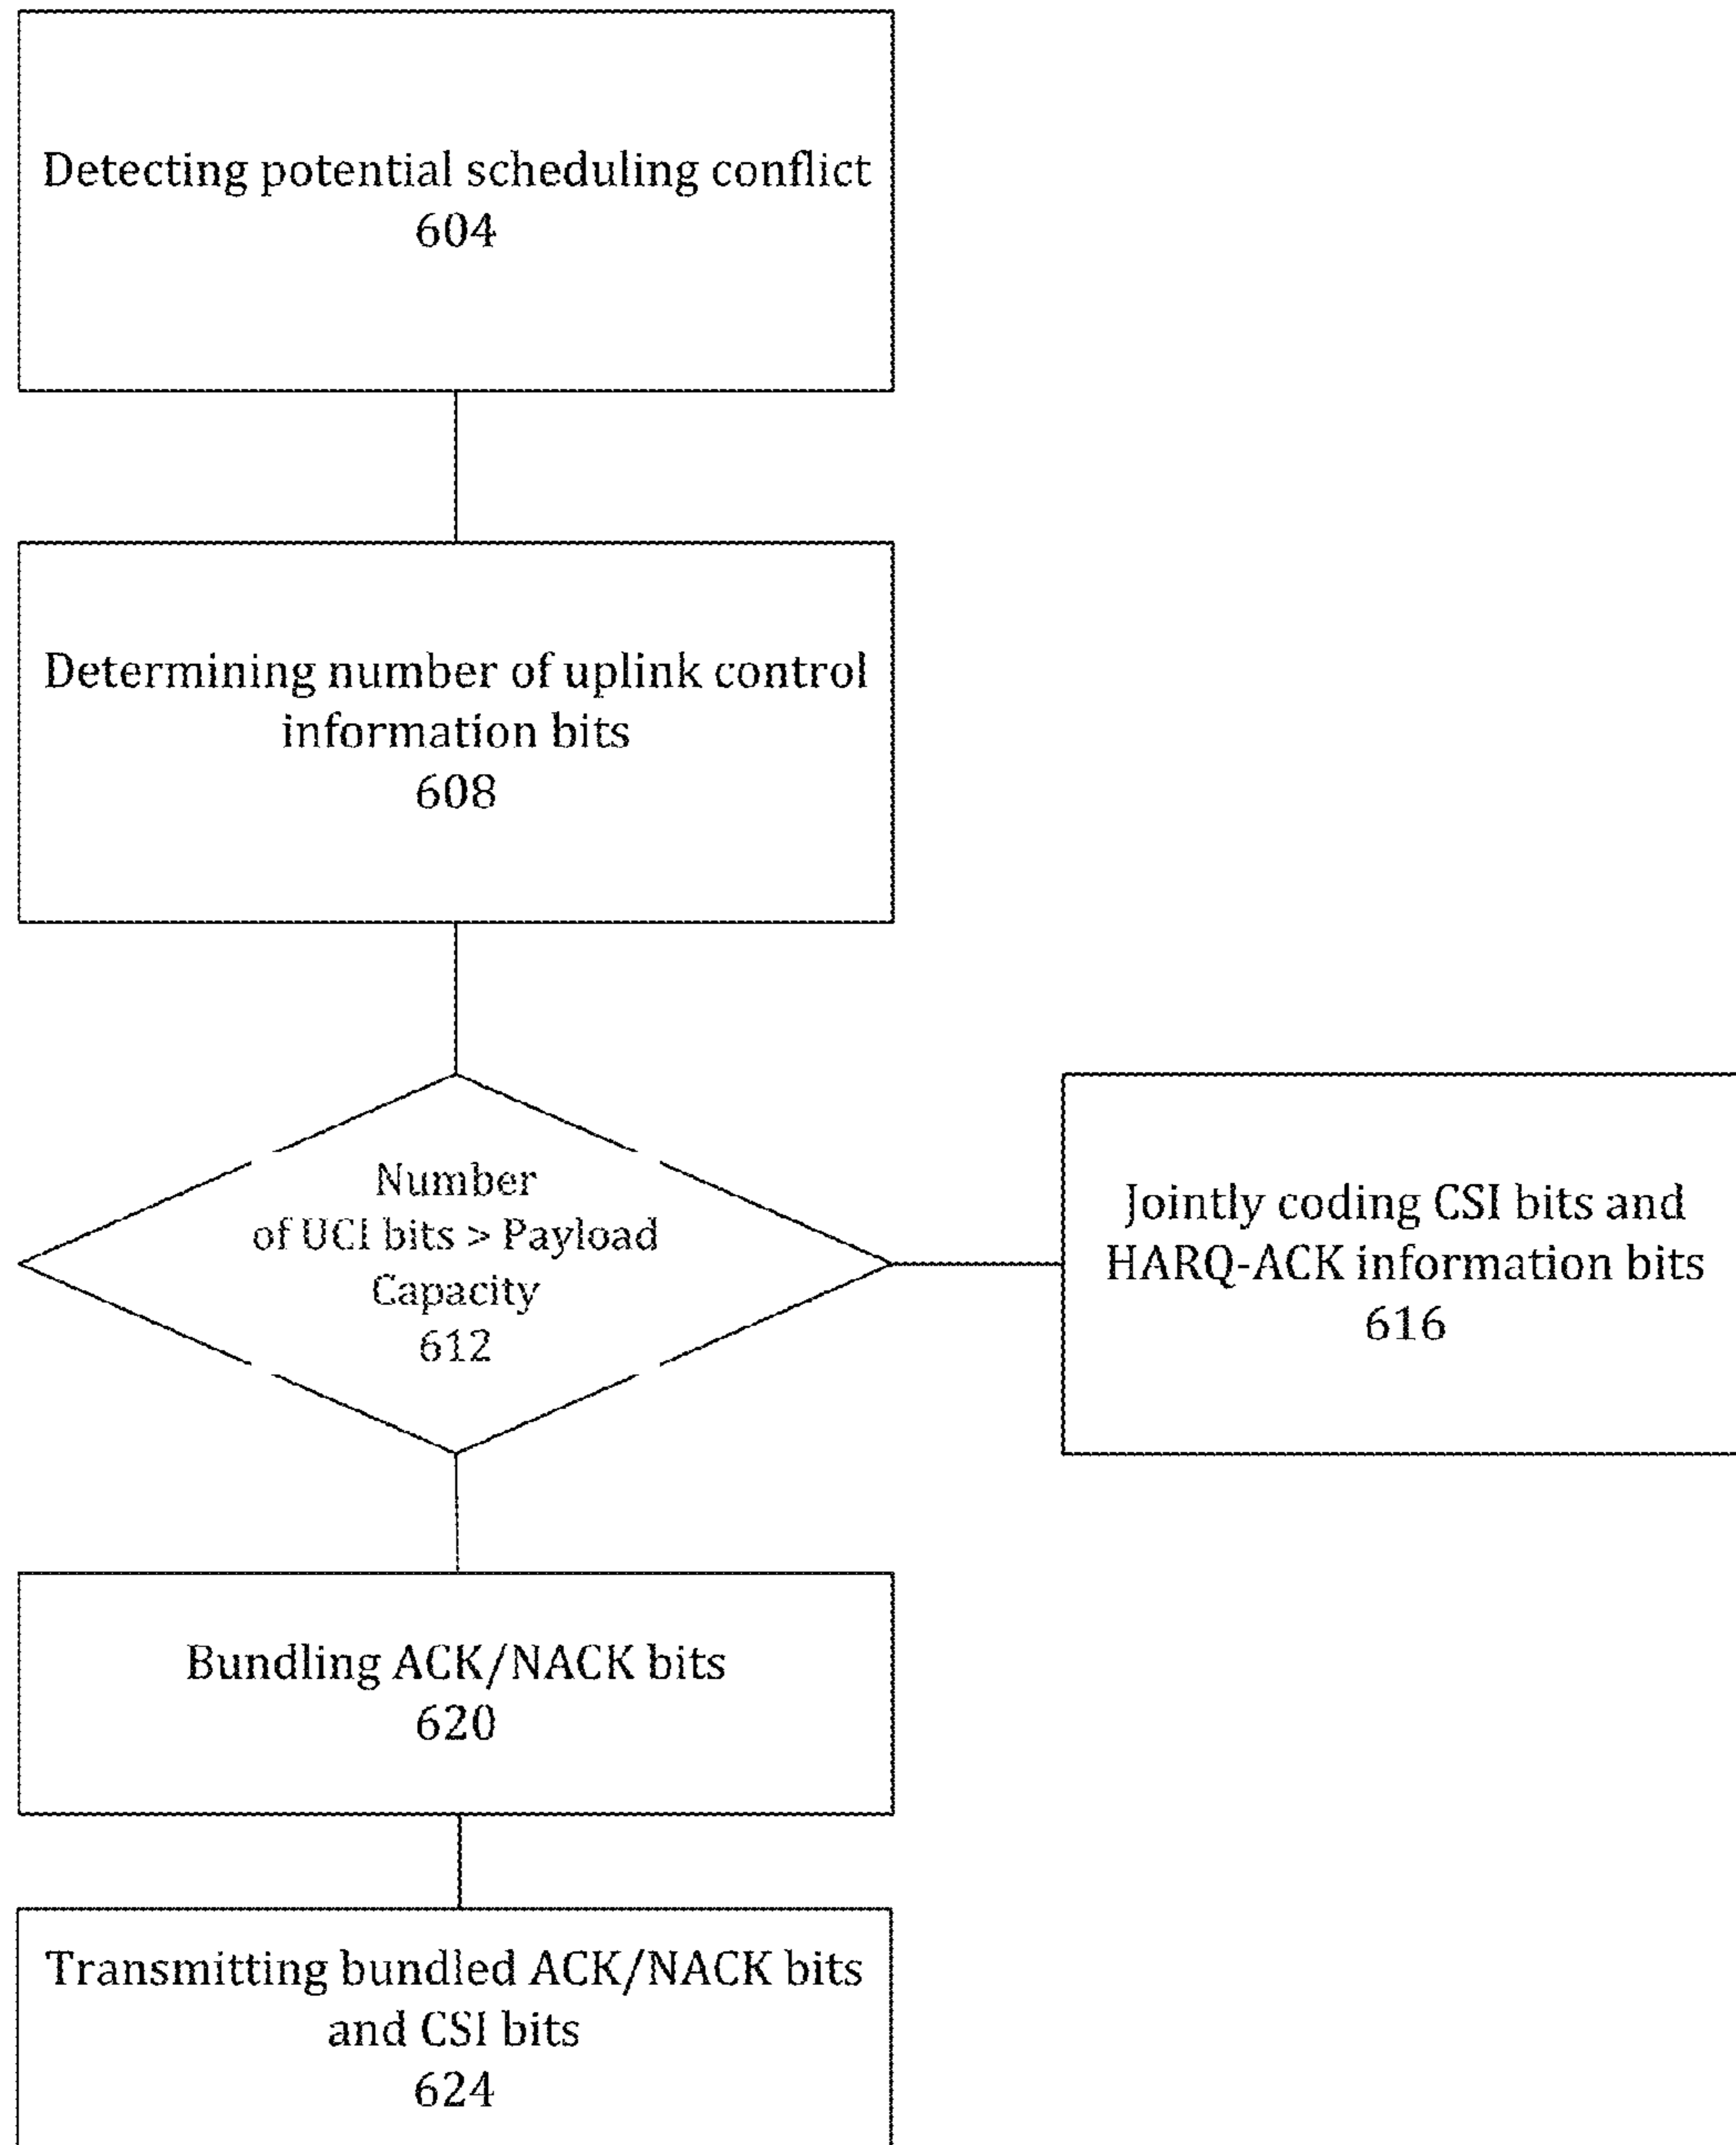 Detecting potential scheduling conflict
604
Determining number of uplink control
information bits
608
Number
of UCI bits > Payload
Capacity
612
Jointly coding CSI bits and
HARQ-ACK information bits
616
Bundling ACK/NACK bits
620
Transmitting bundled ACK/NACK bits
and CSI bits
624